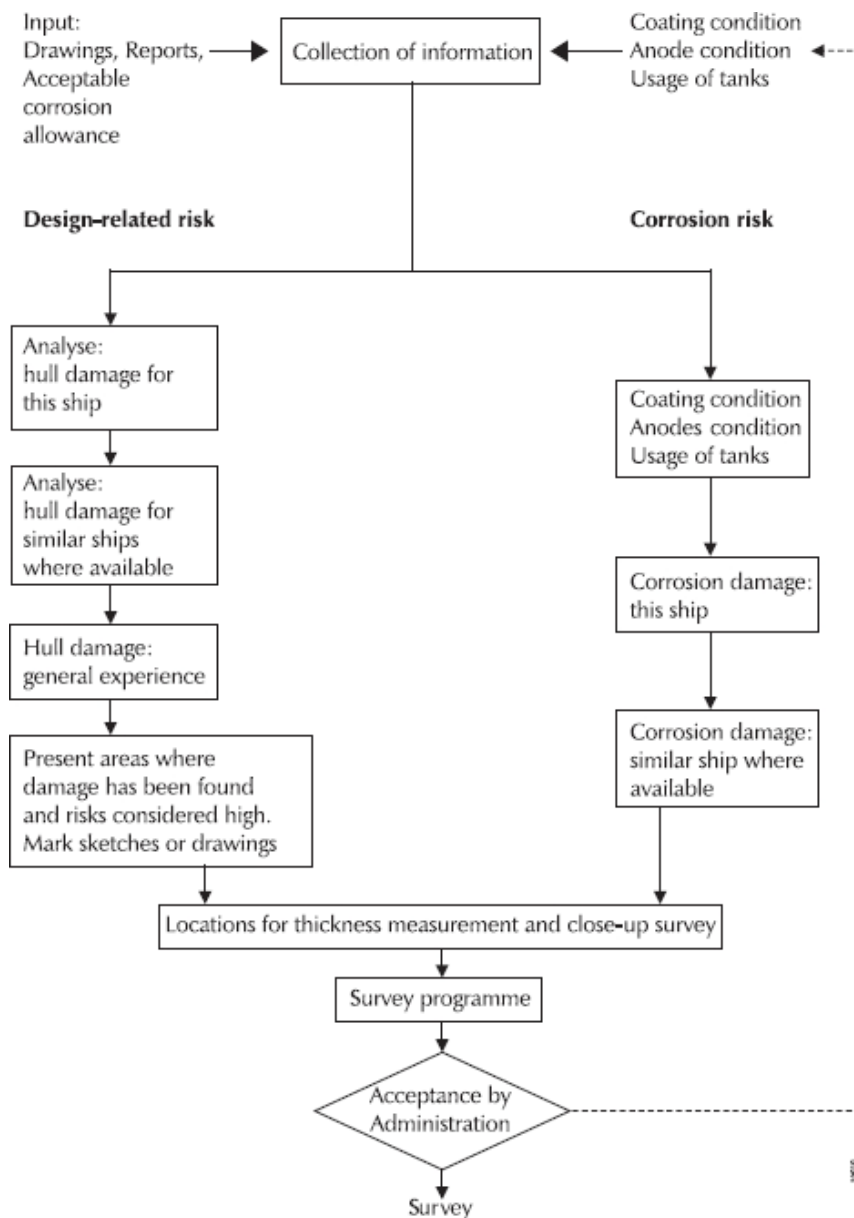 Input:
Drawings, Reports,
Acceptable
corrosion
allowance
Collection of information
Coating condition
Anode condition
Usage of tanks
Design–related risk
Corrosion risk
Analyse:
hull damage for
this ship
Analyse:
hull damage for
similar ships
where available
Hull damage:
general experience
Present areas where
damage has been found
and risks considered high.
Mark sketches or drawings
Coating condition
Anodes condition
Usage of tanks
Corrosion damage:
this ship
Corrosion damage:
similar ship where
available
Locations for thickness measurement and close–up survey
Survey programme
Acceptance by
Administration
Survey